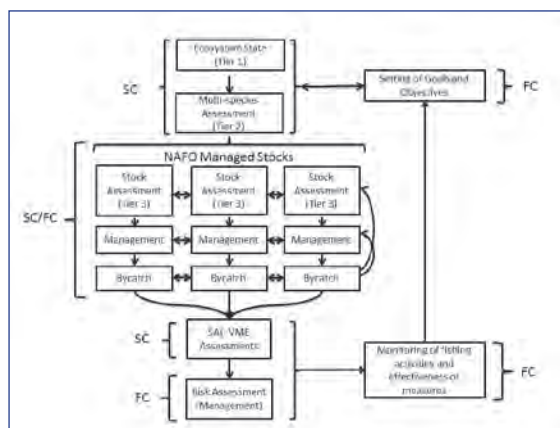 Ecosystem State
(Tier 1)
SC
Setting of Goals and
Objectives
FC
Multi-species
Assessment
(Tier 2)
NAFO Managed Stocks
Stock
Assessment
(Tier 3)
Stock
Assessment
(Tier 3)
Stock
Assessment
(Tier 3)
SC/FC
Management
Management
Management
Bycatch
Bycatch
Bycatch
SC
SAI-VME
Assessments
Monitoring of fishing
activities and
effectiveness of
measures
FC
FC
Risk Assessment
(Management)